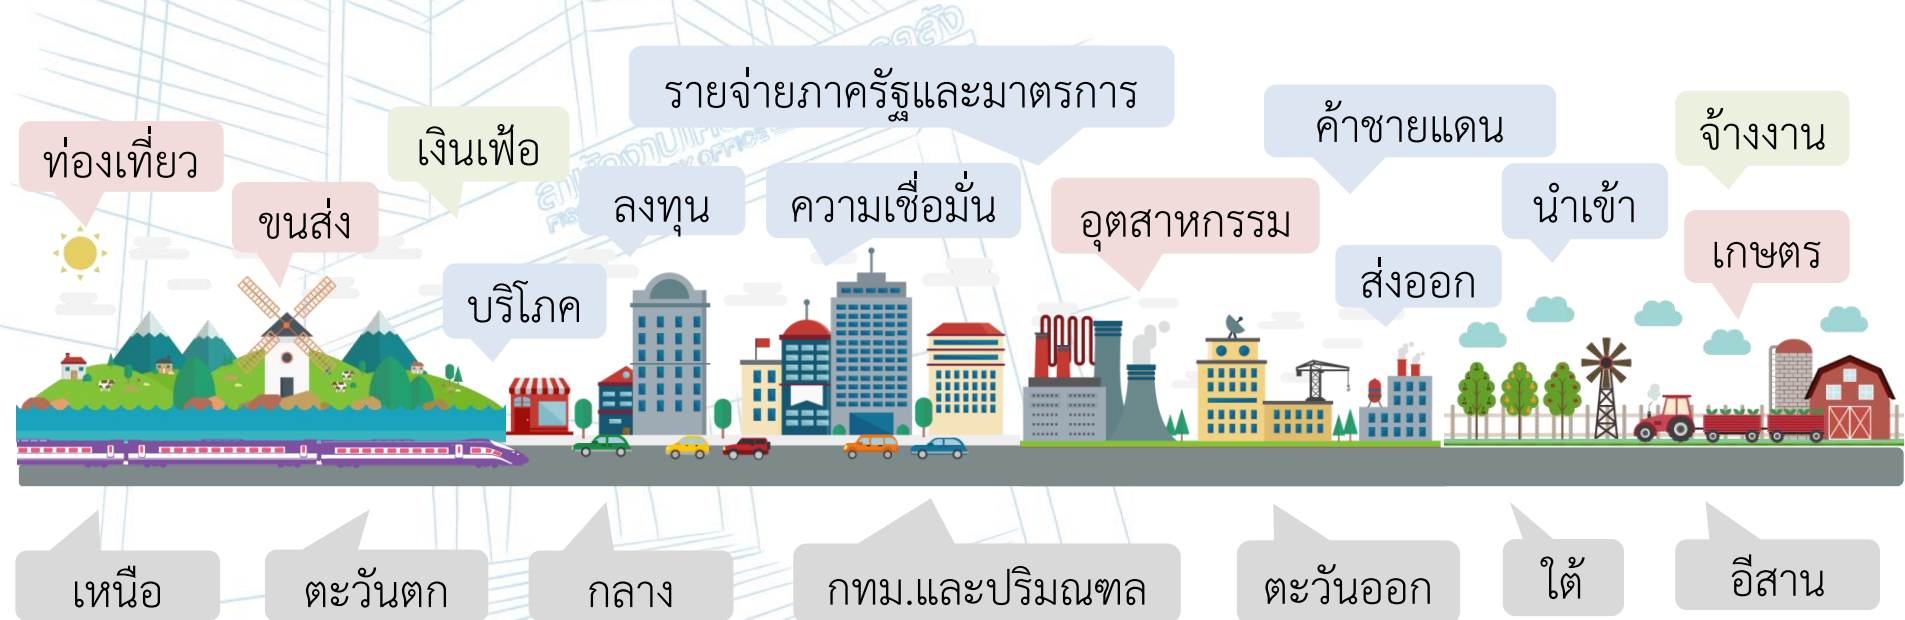 รายจ่ายภาครัฐและมาตรการ
ท่องเที่ยว
เงินเฟ้อ
ค้าชายแดน
จ้างงาน
ขนส่ง
ลงทุน
ความเชื่อมั่น
อุตสาหกรรม
นำเข้า
เกษตร
บริโภค
ส่งออก
เหนือ
ตะวันตก
กลาง
กทม.และปริมณฑล
ตะวันออก
ใต้
อีสาน